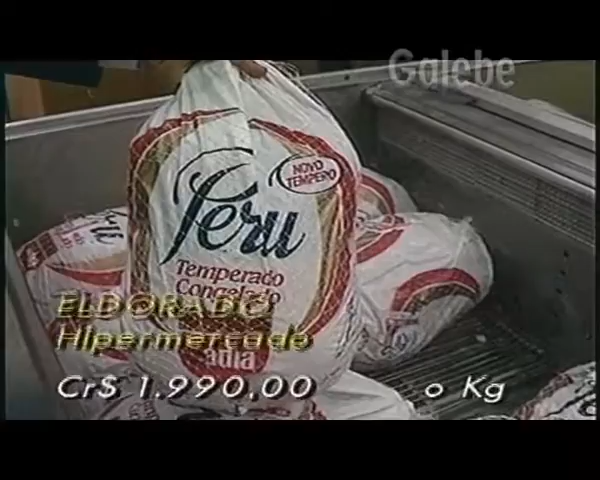 Galebe
NOVO
TEMPERO
Peru
Temperado
Congelado
ELDORADO
Hipermercado
Cr$ 1.990,00 o Kg